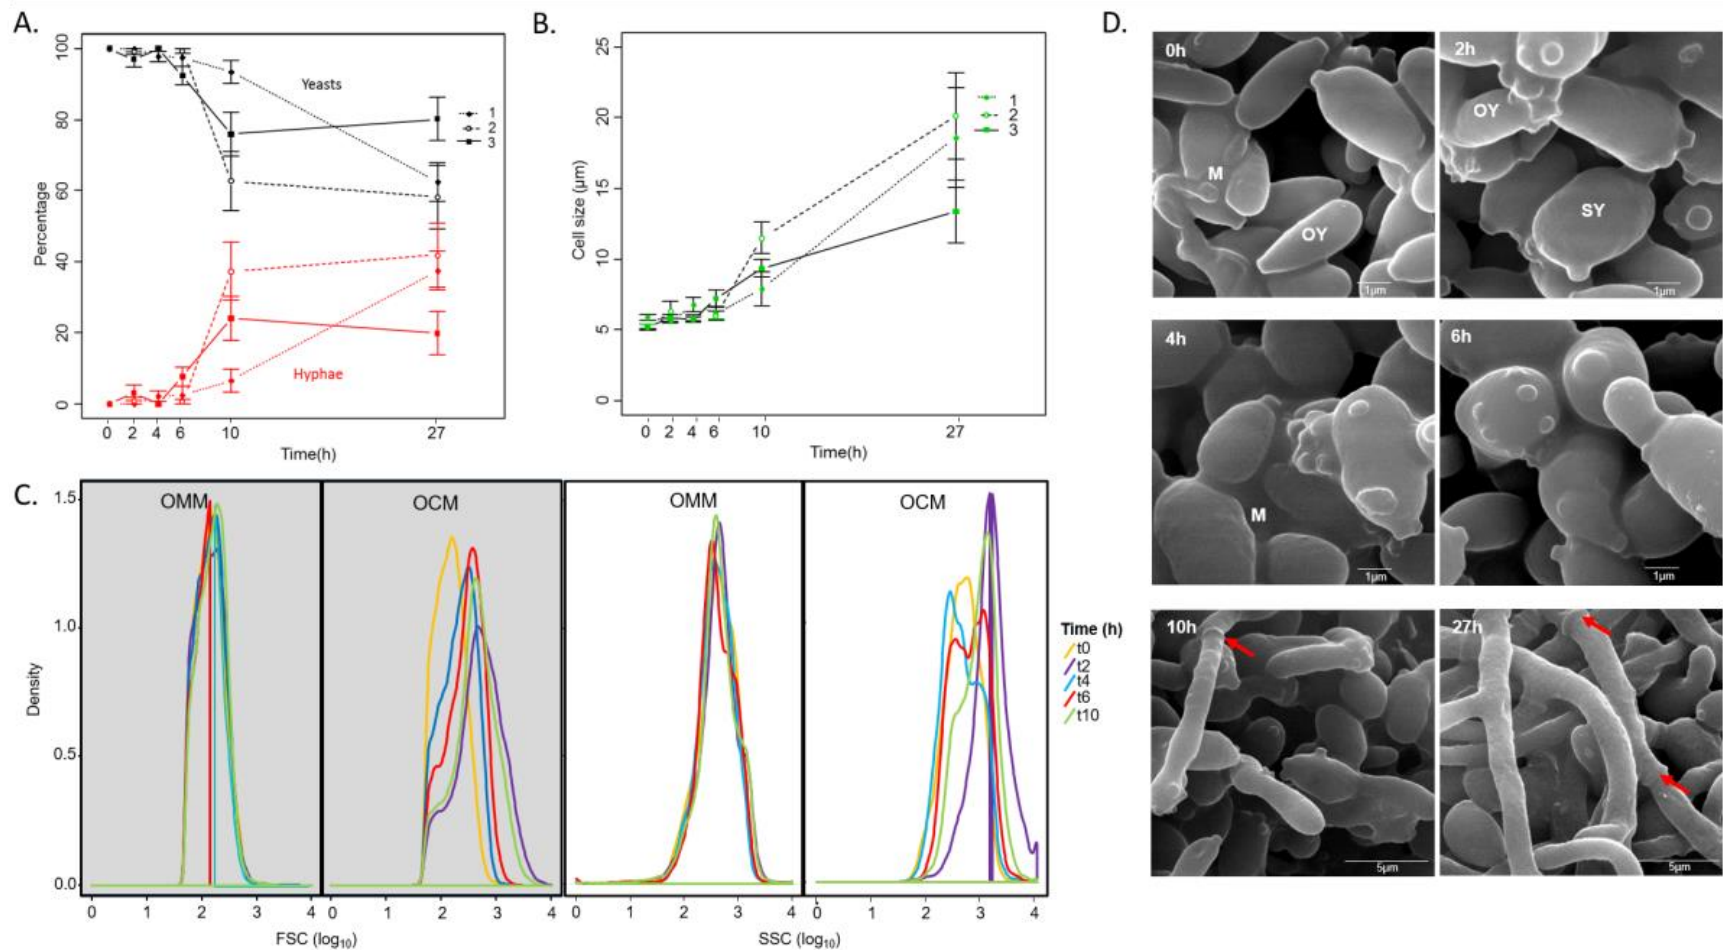 A.
100
80
60
40
20
0
Percentage
Yeasts
Hyphae
1
2
3
0 2 4 6 10 27
Time(h)
B.
25
20
15
10
5
0
Cell size (µm)
1
2
3
0 2 4 6 10 27
Time(h)
C.
OMM OCM OMM OCM
1.5
1.0
0.5
0.0
Density
0 1 2 3 4 0 1 2 3 4 0 1 2 3 4 0 1 2 3 4
FSC (log10) SSC (log10)
Time (h)
t0
t2
t4
t6
t10
D.
0h
M
OY
1µm
2h
OY
SY
1µm
4h
M
1µm
6h
1µm
10h
5µm
27h
5µm